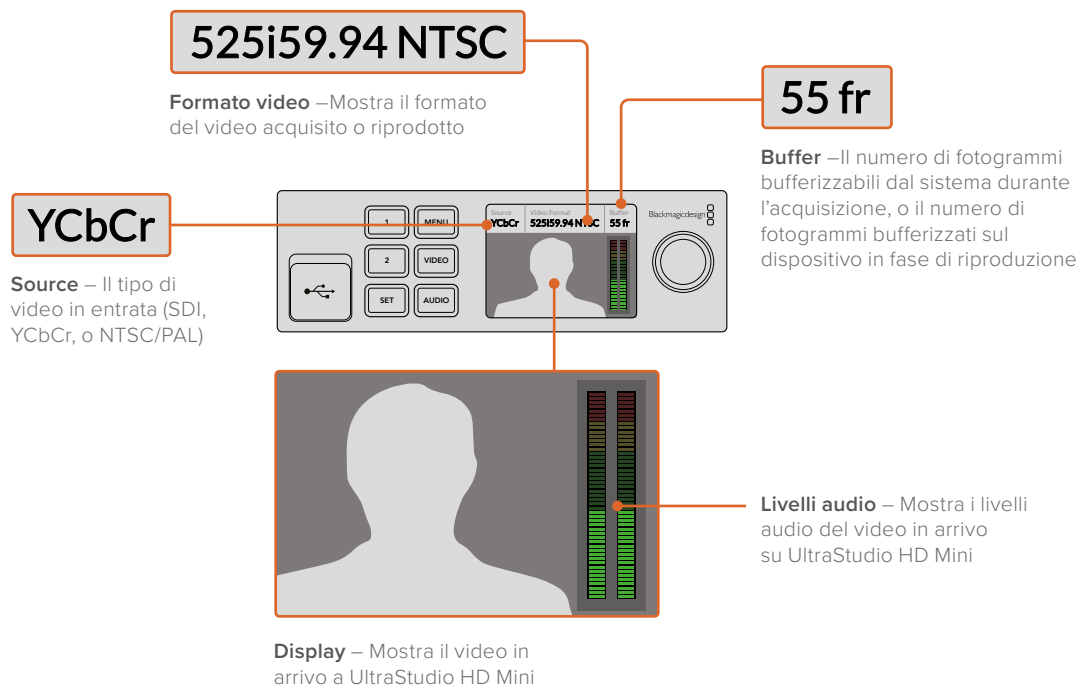 525i59.94 NTSC
Formato video –Mostra il formato
del video acquisito o riprodotto
55 fr
Buffer –Il numero di fotogrammi
bufferizzabili dal sistema durante
l'acquisizione, o il numero di
fotogrammi bufferizzati sul
dispositivo in fase di riproduzione
YCbCr
Source – Il tipo di
video in entrata (SDI,
YCbCr, o NTSC/PAL)
1
MENU
2
VIDEO
SET
AUDIO
Source
Video Format
Buffer
YCbCr
525I59.94 NTSC
55 fr
Blackmagicdesign
Livelli audio – Mostra i livelli
audio del video in arrivo
su UltraStudio HD Mini
Display – Mostra il video in
arrivo a UltraStudio HD Mini